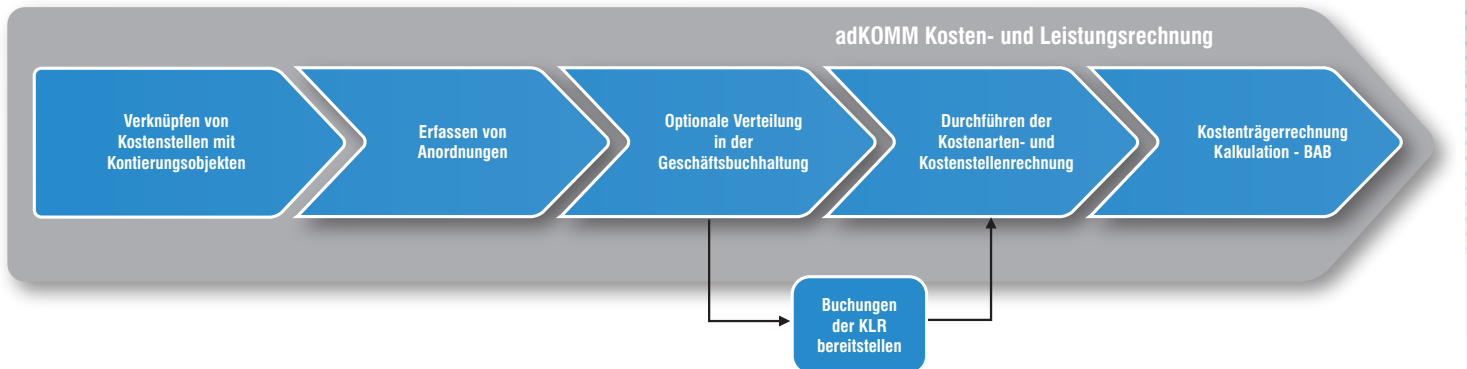 adKOMM Kosten- und Leistungsrechnung
Verknüpfen von
Kostenstellen mit
Kontierungsobjekten
Erfassen von
Anordnungen
Optionale Verteilung
in der
Geschäftsbuchhaltung
Durchführen der
Kostenarten- und
Kostenstellenrechnung
Kostenträgerrechnung
Kalkulation - BAB
Buchungen
der KLR
bereitstellen